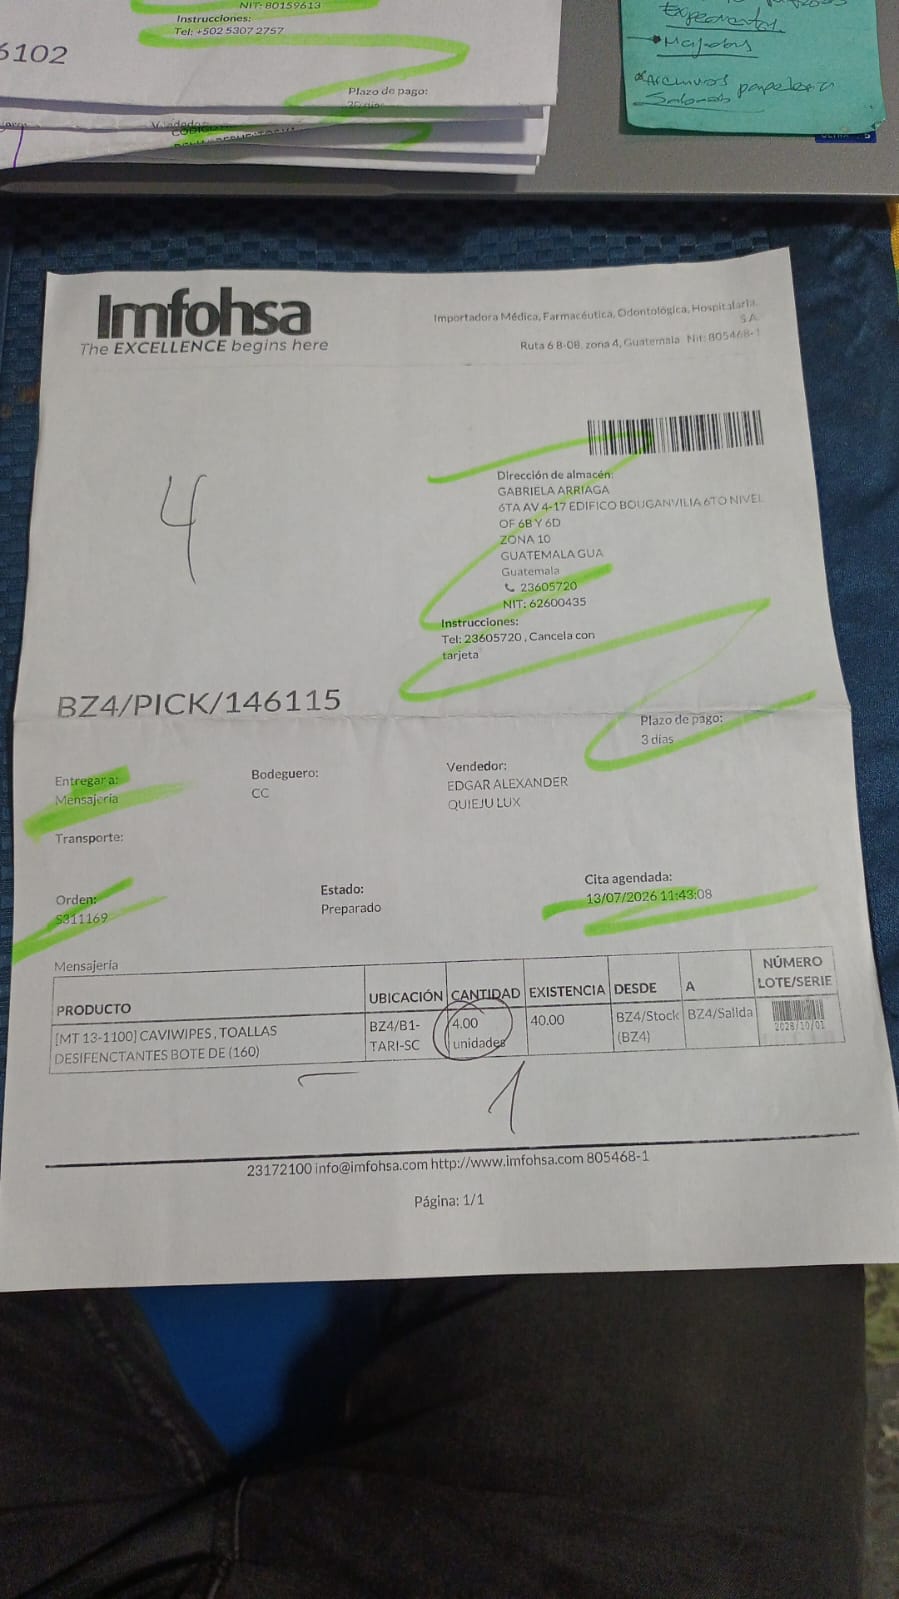 NIT: 80159613
Instrucciones:
Tel: +502 5307 2757
6102
Plazo de pago:
Expedientes
Majadas
Archivos papelería
Imfohsa
The EXCELLENCE begins here
Importadora Médica, Farmacéutica, Odontológica, Hospitalaria,
S.A.
Ruta 6 8-08, zona 4, Guatemala Nit: 805468-1
4
Dirección de almacén:
GABRIELA ARRIAGA
6TA AV 4-17 EDIFICO BOUGANVILIA 6TO NIVEL
OF 6B Y 6D
ZONA 10
GUATEMALA GUA
Guatemala
23605720
NIT: 62600435
Instrucciones:
Tel: 23605720 , Cancela con
tarjeta
BZ4/PICK/146115
Plazo de pago:
3 dias
Entregar a:
Mensajería
Bodeguero:
CC
Vendedor:
EDGAR ALEXANDER
QUIEJU LUX
Transporte:
Orden:
S311169
Estado:
Preparado
Cita agendada:
13/07/2026 11:43:08
Mensajería
PRODUCTO UBICACIÓN CANTIDAD EXISTENCIA DESDE A NÚMERO LOTE/SERIE
[MT 13-1100] CAVIWIPES , TOALLAS BZ4/B1- 4.00 40.00 BZ4/Stock BZ4/Salida 2028/10/01
DESIFENCTANTES BOTE DE (160) TARI-SC unidades (BZ4)
1
23172100 info@imfohsa.com http://www.imfohsa.com 805468-1
Página: 1/1